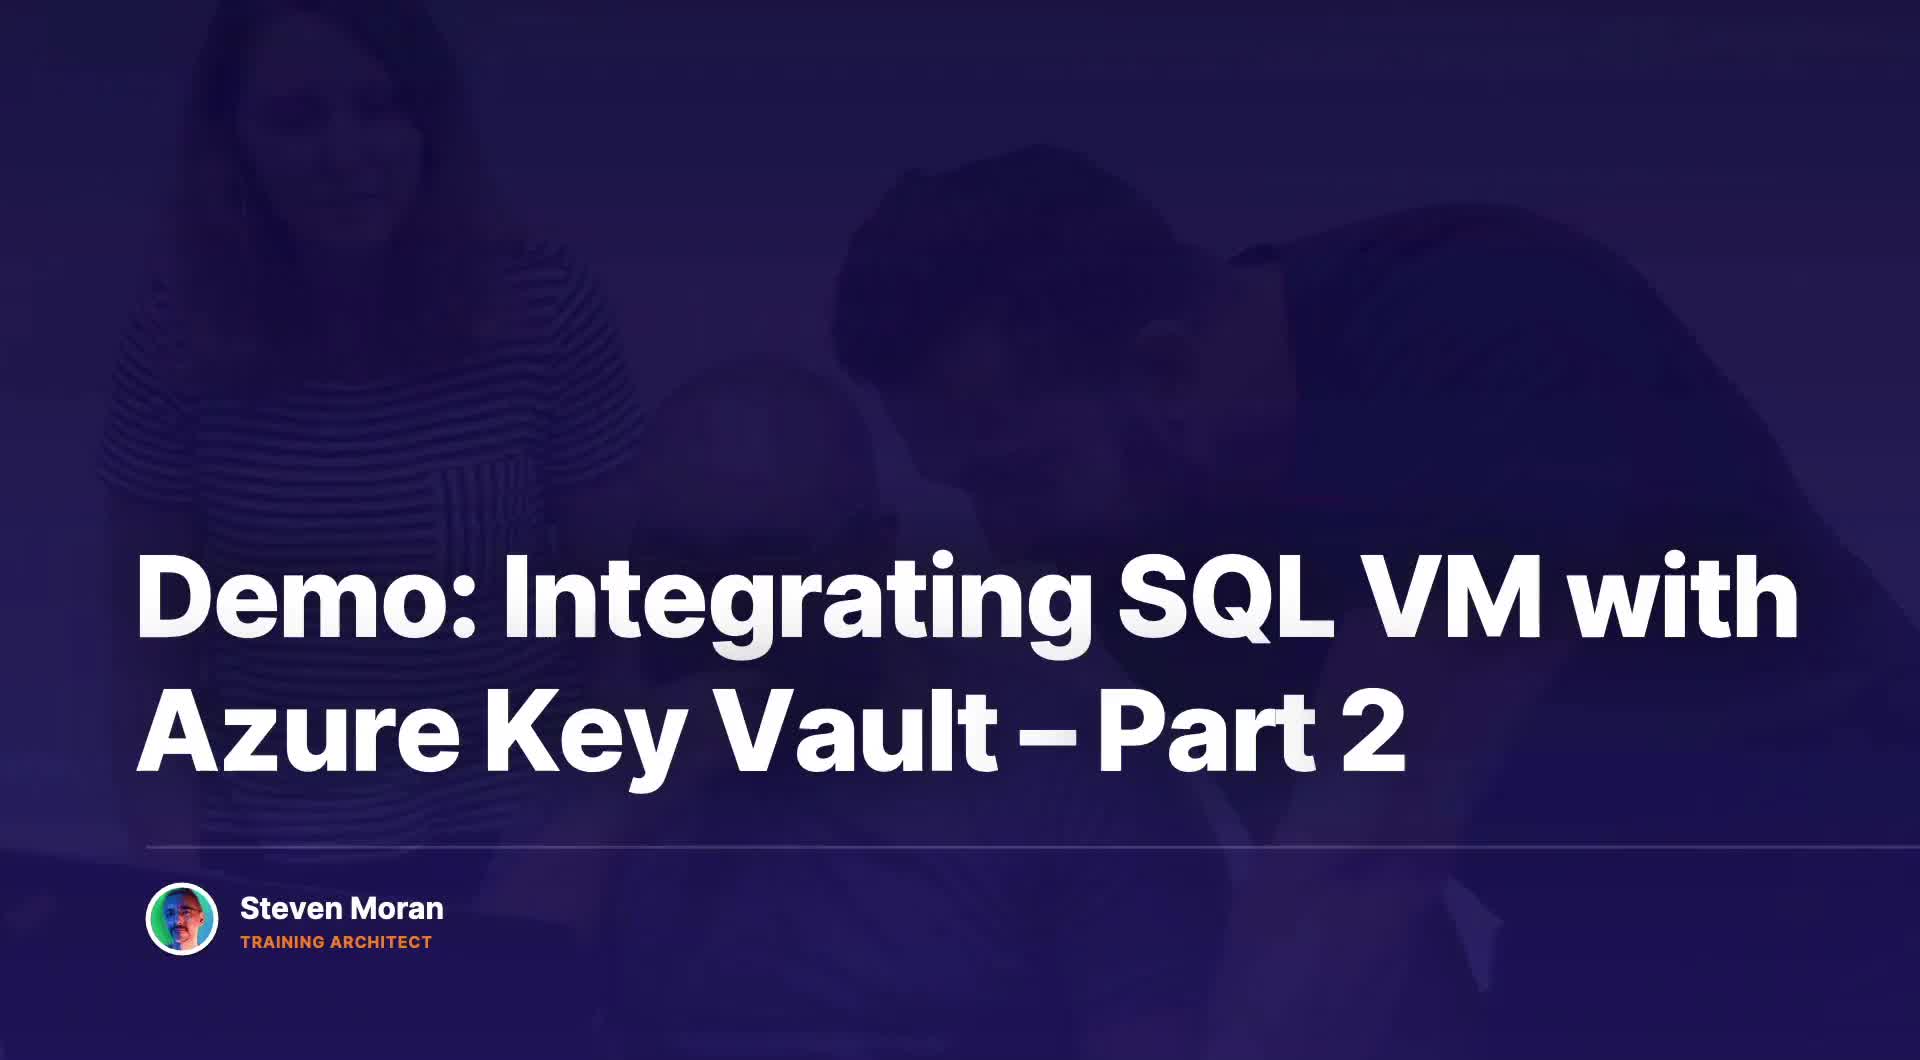 Demo: Integrating SQL VM with
Azure Key Vault – Part 2
Steven Moran
TRAINING ARCHITECT